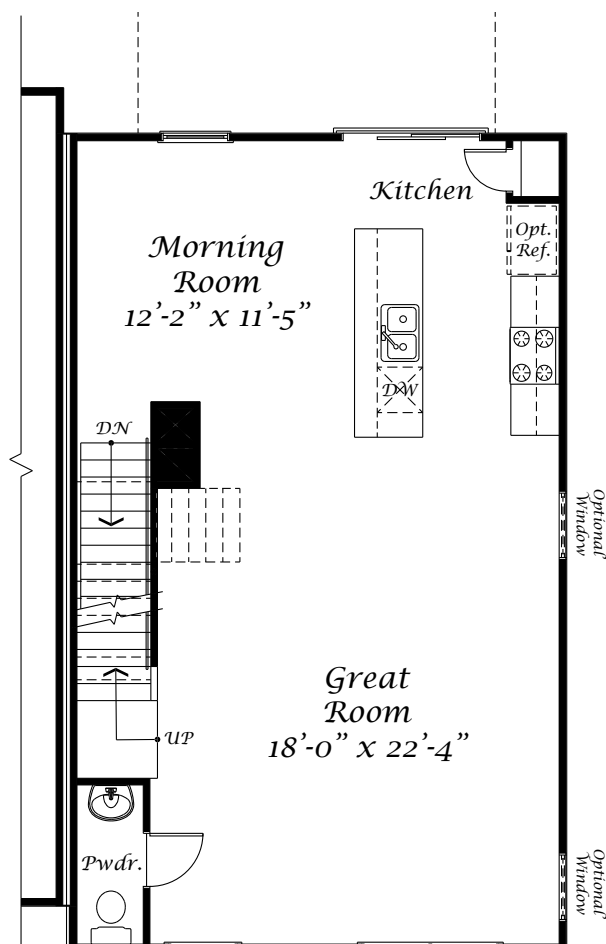 Kitchen
Opt.
Ref.
Morning
Room
12'-2" x 11'-5"
DW
DN
Optional
Window
Great
Room
18'-0" x 22'-4"
UP
Pwdr.
Optional
Window